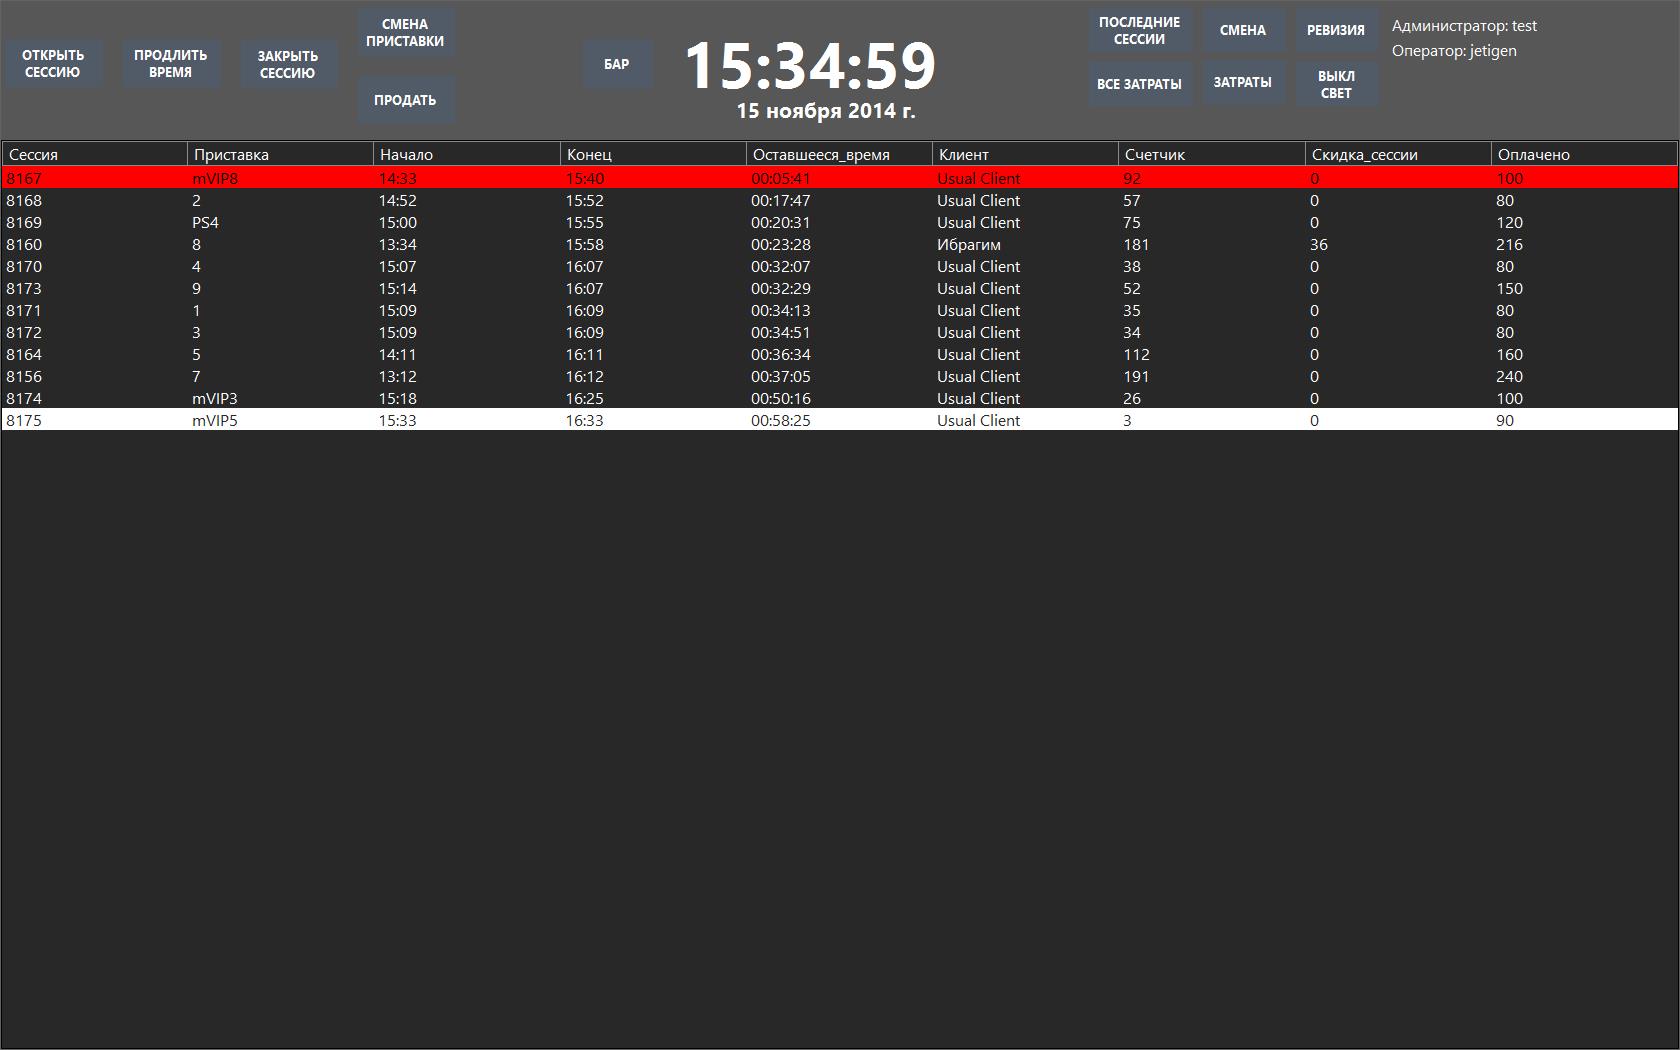 ОТКРЫТЬ
СЕССИЮ
ПРОДЛИТЬ
ВРЕМЯ
ЗАКРЫТЬ
СЕССИЮ
СМЕНА
ПРИСТАВКИ
ПРОДАТЬ
БАР
15:34:59
15 ноября 2014 г.
ПОСЛЕДНИЕ
СЕССИИ
СМЕНА
РЕВИЗИЯ
ВСЕ ЗАТРАТЫ
ЗАТРАТЫ
ВЫКЛ
СВЕТ
Администратор: test
Оператор: jetigen
Сессия Приставка Начало Конец Оставшееся_время Клиент Счетчик Скидка_сессии Оплачено
8167 mVIP8 14:33 15:40 00:05:41 Usual Client 92 0 100
8168 2 14:52 15:52 00:17:47 Usual Client 57 0 80
8169 PS4 15:00 15:55 00:20:31 Usual Client 75 0 120
8160 8 13:34 15:58 00:23:28 Ибрагим 181 36 216
8170 4 15:07 16:07 00:32:07 Usual Client 38 0 80
8173 9 15:14 16:07 00:32:29 Usual Client 52 0 150
8171 1 15:09 16:09 00:34:13 Usual Client 35 0 80
8172 3 15:09 16:09 00:34:51 Usual Client 34 0 80
8164 5 14:11 16:11 00:36:34 Usual Client 112 0 160
8156 7 13:12 16:12 00:37:05 Usual Client 191 0 240
8174 mVIP3 15:18 16:25 00:50:16 Usual Client 26 0 100
8175 mVIP5 15:33 16:33 00:58:25 Usual Client 3 0 90